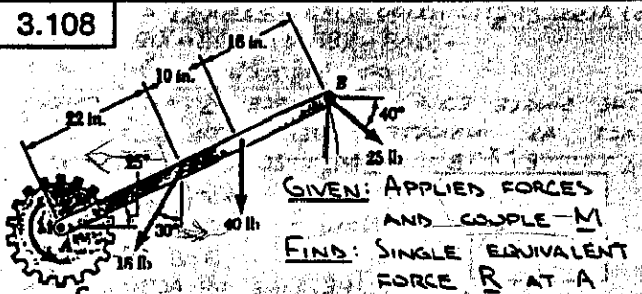 3.108
16 in.
10 in.
22 in.
B
40°
25 lb
25°
GIVEN: APPLIED FORCES
AND COUPLE M
40 lb
30°
A
15 lb
FIND: SINGLE EQUIVALENT
FORCE R AT A